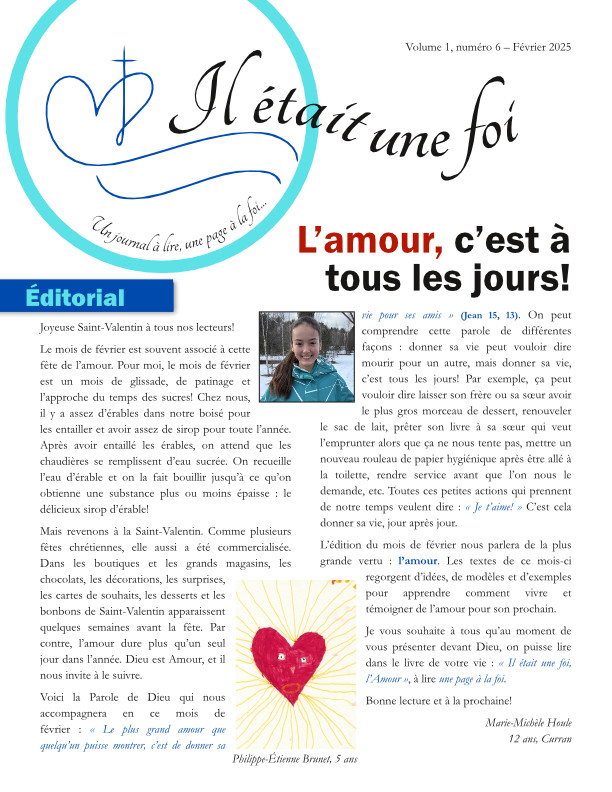 Volume 1, numéro 6 – Février 2025
Il était une foi
Un journal à lire, une page à la foi...
L'amour, c'est à
tous les jours!
Éditorial
Joyeuse Saint-Valentin à tous nos lecteurs!
Le mois de février est souvent associé à cette
fête de l'amour. Pour moi, le mois de février
est un mois de glissade, de patinage et
l'approche du temps des sucres! Chez nous,
il y a assez d'érables dans notre boisé pour
les entailler et avoir assez de sirop pour toute l'année.
Après avoir entaillé les érables, on attend que les
chaudières se remplissent d'eau sucrée. On recueille
l'eau d'érable et on la fait bouillir jusqu'à ce qu'on
obtienne une substance plus ou moins épaisse : le
délicieux sirop d'érable!
Mais revenons à la Saint-Valentin. Comme plusieurs
fêtes chrétiennes, elle aussi a été commercialisée.
Dans les boutiques et les grands magasins, les
chocolats, les décorations, les surprises,
les cartes de souhaits, les desserts et les
bonbons de Saint-Valentin apparaissent
quelques semaines avant la fête. Par
contre, l'amour dure plus qu'un seul
jour dans l'année. Dieu est Amour, et il
nous invite à le suivre.
Voici la Parole de Dieu qui nous
accompagnera en ce mois de
février : « Le plus grand amour que
quelqu'un puisse montrer, c'est de donner sa
vie pour ses amis » (Jean 15, 13). On peut
comprendre cette parole de différentes
façons : donner sa vie peut vouloir dire
mourir pour un autre, mais donner sa vie,
c'est tous les jours! Par exemple, ça peut
vouloir dire laisser son frère ou sa sœur avoir
le plus gros morceau de dessert, renouveler
le sac de lait, prêter son livre à sa sœur qui veut
l'emprunter alors que ça ne nous tente pas, mettre un
nouveau rouleau de papier hygiénique après être allé à
la toilette, rendre service avant que l'on nous le
demande, etc. Toutes ces petites actions qui prennent
de notre temps veulent dire : « Je t'aime! » C'est cela
donner sa vie, jour après jour.
L'édition du mois de février nous parlera de la plus
grande vertu : l'amour. Les textes de ce mois-ci
regorgent d'idées, de modèles et d'exemples
pour apprendre comment vivre et
témoigner de l'amour pour son prochain.
Je vous souhaite à tous qu'au moment de
vous présenter devant Dieu, on puisse lire
dans le livre de votre vie : « Il était une foi,
l'Amour », à lire une page à la foi.
Bonne lecture et à la prochaine!
Marie-Michèle Houle
12 ans, Curran
Philippe-Étienne Brunet, 5 ans